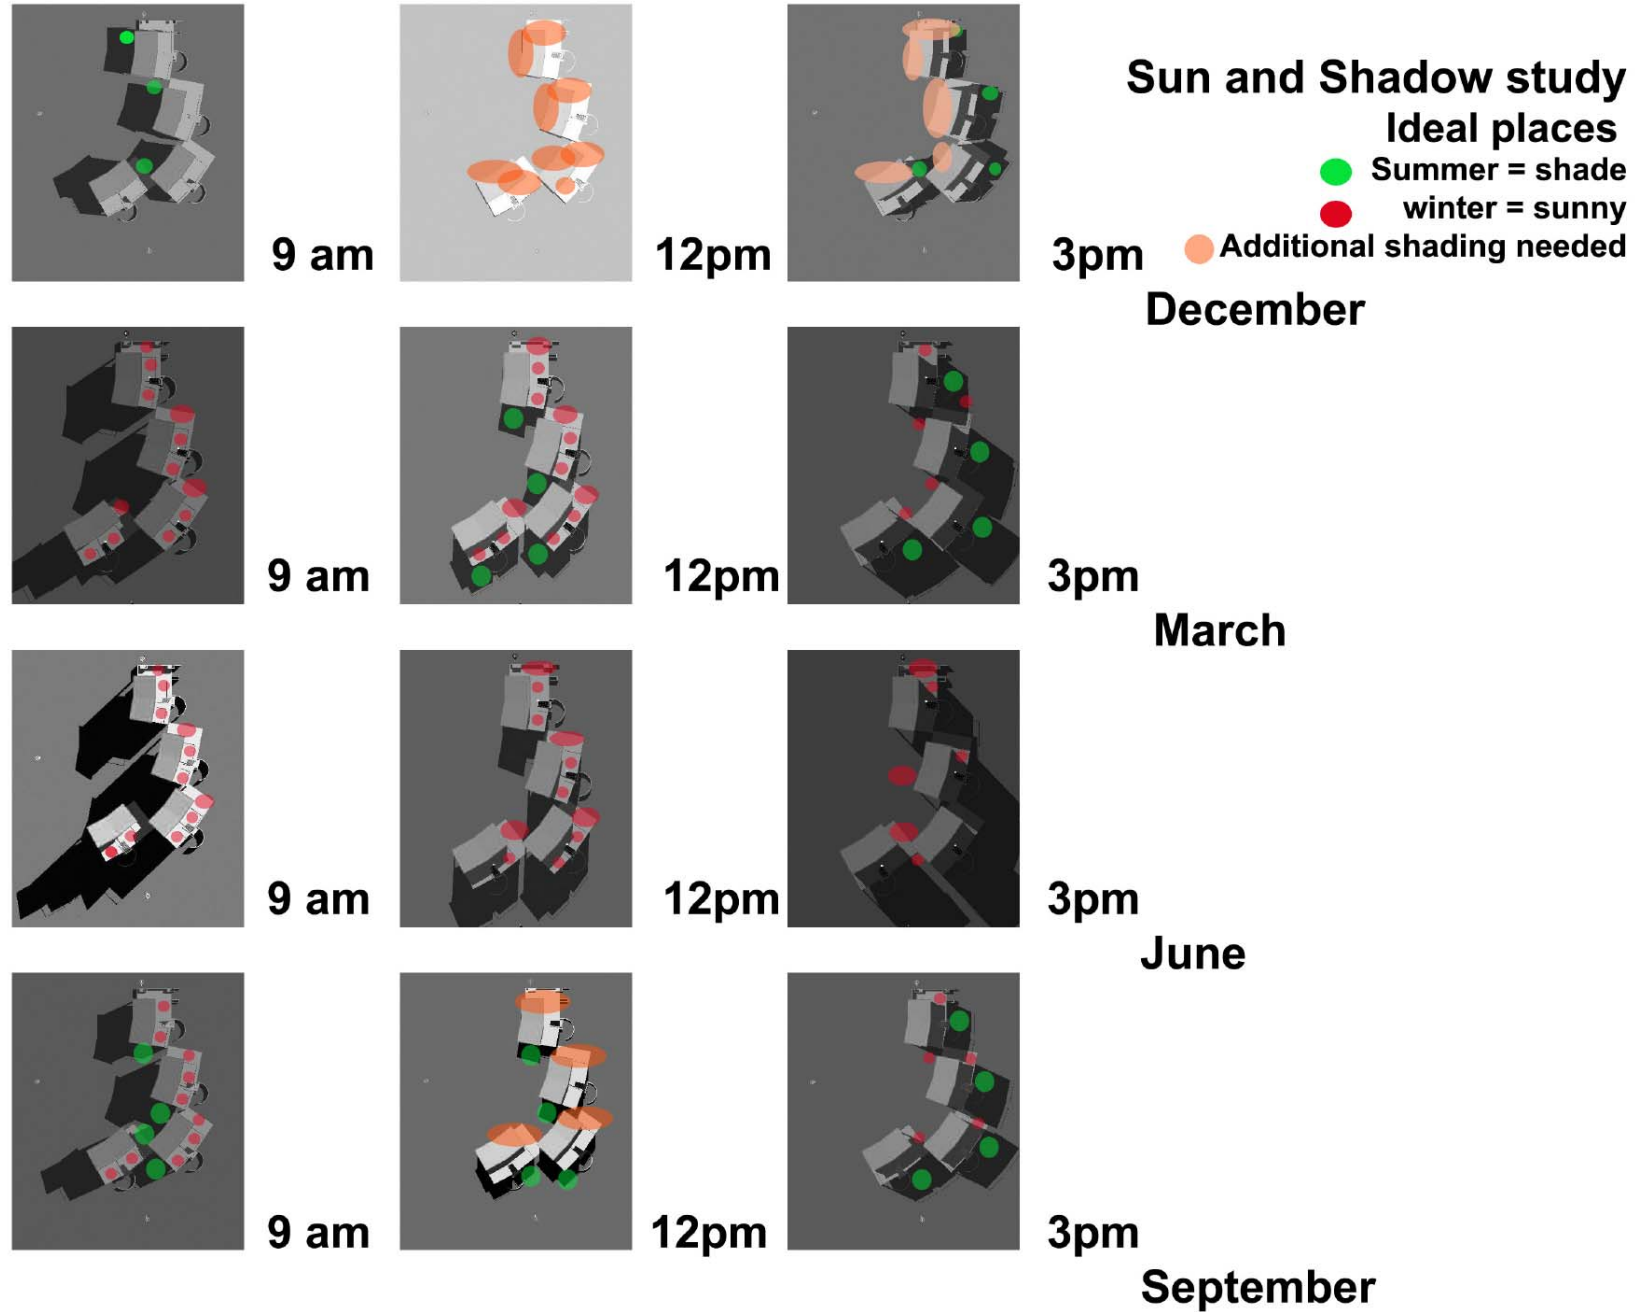 Sun and Shadow study
Ideal places
Summer = shade
winter = sunny
Additional shading needed
9 am
12pm
3pm
December
9 am
12pm
3pm
March
9 am
12pm
3pm
June
9 am
12pm
3pm
September